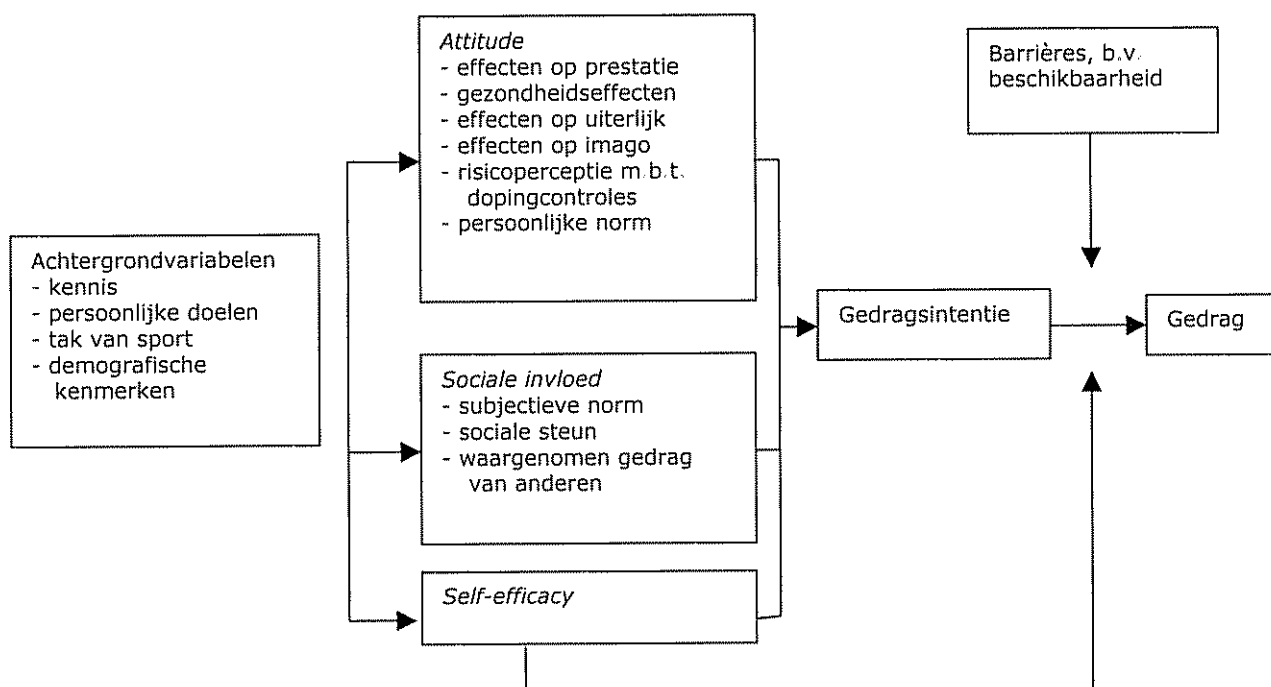 Achtergrondvariabelen
- kennis
- persoonlijke doelen
- tak van sport
- demografische
kenmerken
Attitude
- effecten op prestatie
- gezondheidseffecten
- effecten op uiterlijk
- effecten op imago
- risicoperceptie m.b.t.
dopingcontroles
- persoonlijke norm
Sociale invloed
- subjectieve norm
- sociale steun
- waargenomen gedrag
van anderen
Self-efficacy
Gedragsintentie
Barrières, b.v.
beschikbaarheid
Gedrag